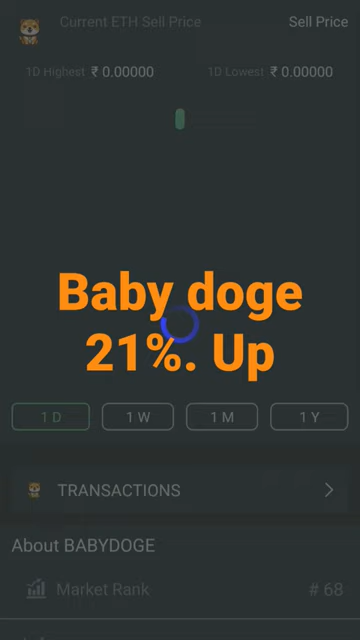 Current ETH Sell Price Sell Price
1D Highest ₹ 0.00000 1D Lowest ₹ 0.00000
Baby doge
21%. Up
1 D 1 W 1 M 1 Y
TRANSACTIONS
About BABYDOGE
Market Rank # 68